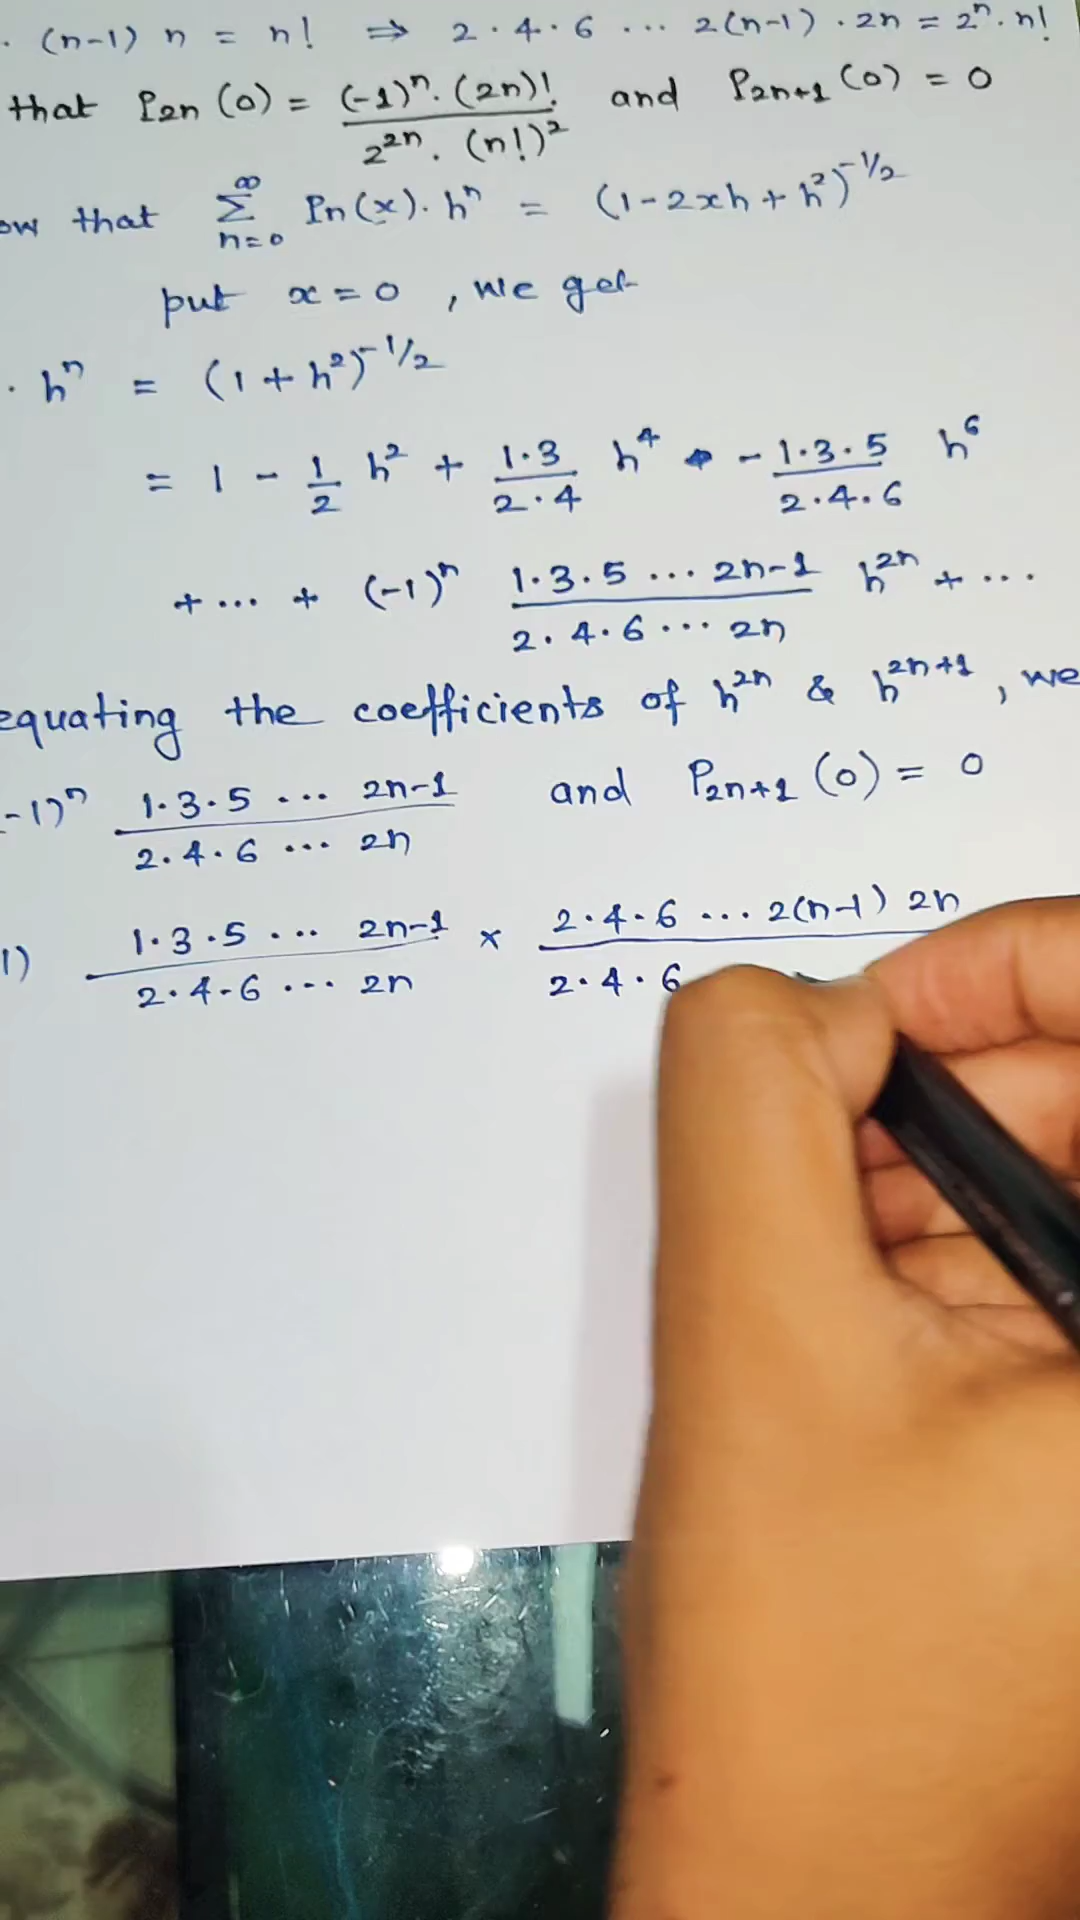 . (n-1) n = n! ⇒ 2 · 4 · 6 ... 2(n-1) · 2n = 2ⁿ · n!
that P₂ₙ (0) = (-1)ⁿ · (2n)! / 2²ⁿ · (n!)² and P₂ₙ₊₁ (0) = 0
ow that ∑_{n=0}^{∞} Pn(x) · hⁿ = (1 - 2xh + h²)^{-1/2}
put x = 0 , we get
· hⁿ = (1 + h²)^{-1/2}
= 1 - 1/2 h² + 1·3 / 2·4 h⁴ - 1·3·5 / 2·4·6 h⁶
+ ... + (-1)ⁿ 1·3·5 ... 2n-1 / 2·4·6 ... 2n h²ⁿ + ...
equating the coefficients of h²ⁿ & h²ⁿ⁺¹ , we
-1)ⁿ 1·3·5 ... 2n-1 / 2·4·6 ... 2n and P₂ₙ₊₁ (0) = 0
1) 1·3·5 ... 2n-1 / 2·4·6 ... 2n × 2·4·6 ... 2(n-1) 2n / 2·4·6